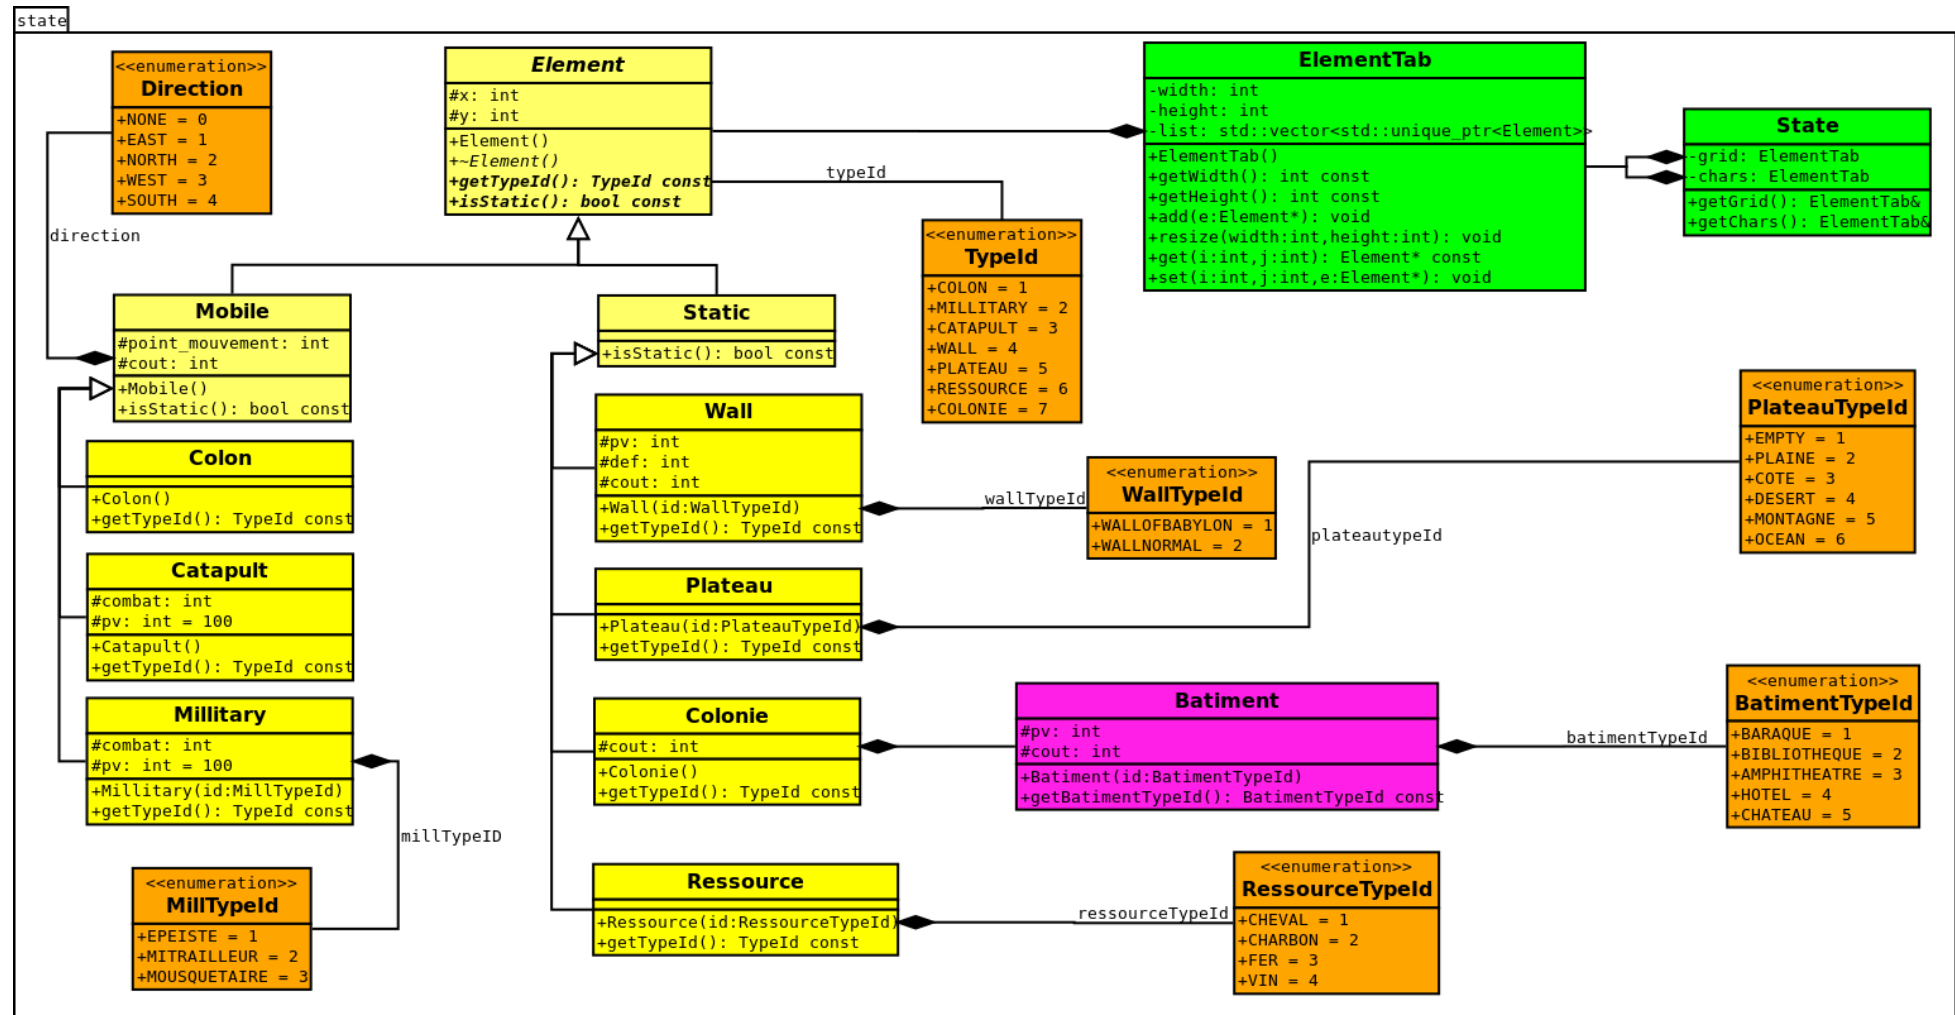 state
<<enumeration>>
Direction
+NONE = 0
+EAST = 1
+NORTH = 2
+WEST = 3
+SOUTH = 4
direction
Element
#x: int
#y: int
+Element()
+~Element()
+getTypeId(): TypeId const
+isStatic(): bool const
typeId
<<enumeration>>
TypeId
+COLON = 1
+MILLITARY = 2
+CATAPULT = 3
+WALL = 4
+PLATEAU = 5
+RESSOURCE = 6
+COLONIE = 7
ElementTab
-width: int
-height: int
-list: std::vector<std::unique_ptr<Element>>
+ElementTab()
+getWidth(): int const
+getHeight(): int const
+add(e:Element*): void
+resize(width:int,height:int): void
+get(i:int,j:int): Element* const
+set(i:int,j:int,e:Element*): void
State
-grid: ElementTab
-chars: ElementTab
+getGrid(): ElementTab&
+getChars(): ElementTab&
Mobile
#point_mouvement: int
#cout: int
+Mobile()
+isStatic(): bool const
Static
+isStatic(): bool const
Colon
+Colon()
+getTypeId(): TypeId const
Catapult
#combat: int
#pv: int = 100
+Catapult()
+getTypeId(): TypeId const
Millitary
#combat: int
#pv: int = 100
+Millitary(id:MillTypeId)
+getTypeId(): TypeId const
millTypeID
<<enumeration>>
MillTypeId
+EPEISTE = 1
+MITRAILLEUR = 2
+MOUSQUETAIRE = 3
Wall
#pv: int
#def: int
#cout: int
+Wall(id:WallTypeId)
+getTypeId(): TypeId const
wallTypeId
<<enumeration>>
WallTypeId
+WALLOFBABYLON = 1
+WALLNORMAL = 2
Plateau
+Plateau(id:PlateauTypeId)
+getTypeId(): TypeId const
plateautypeId
<<enumeration>>
PlateauTypeId
+EMPTY = 1
+PLAINE = 2
+COTE = 3
+DESERT = 4
+MONTAGNE = 5
+OCEAN = 6
Colonie
#cout: int
+Colonie()
+getTypeId(): TypeId const
Batiment
#pv: int
#cout: int
+Batiment(id:BatimentTypeId)
+getBatimentTypeId(): BatimentTypeId const
batimentTypeId
<<enumeration>>
BatimentTypeId
+BARAQUE = 1
+BIBLIOTHEQUE = 2
+AMPHITHEATRE = 3
+HOTEL = 4
+CHATEAU = 5
Ressource
+Ressource(id:RessourceTypeId)
+getTypeId(): TypeId const
ressourceTypeId
<<enumeration>>
RessourceTypeId
+CHEVAL = 1
+CHARBON = 2
+FER = 3
+VIN = 4